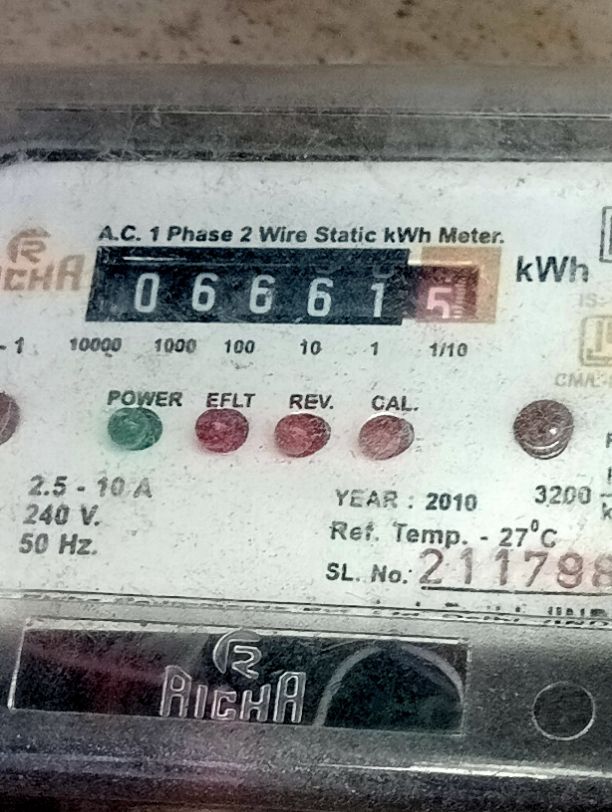 A.C. 1 Phase 2 Wire Static kWh Meter.
RICHA
0 6 6 6 1 5
kWh
- 1 10000 1000 100 10 1 1/10
POWER EFLT REV. CAL.
2.5 - 10 A
240 V.
50 Hz.
YEAR : 2010
3200
Ref. Temp. - 27°C
SL. No: 211798
RICHA